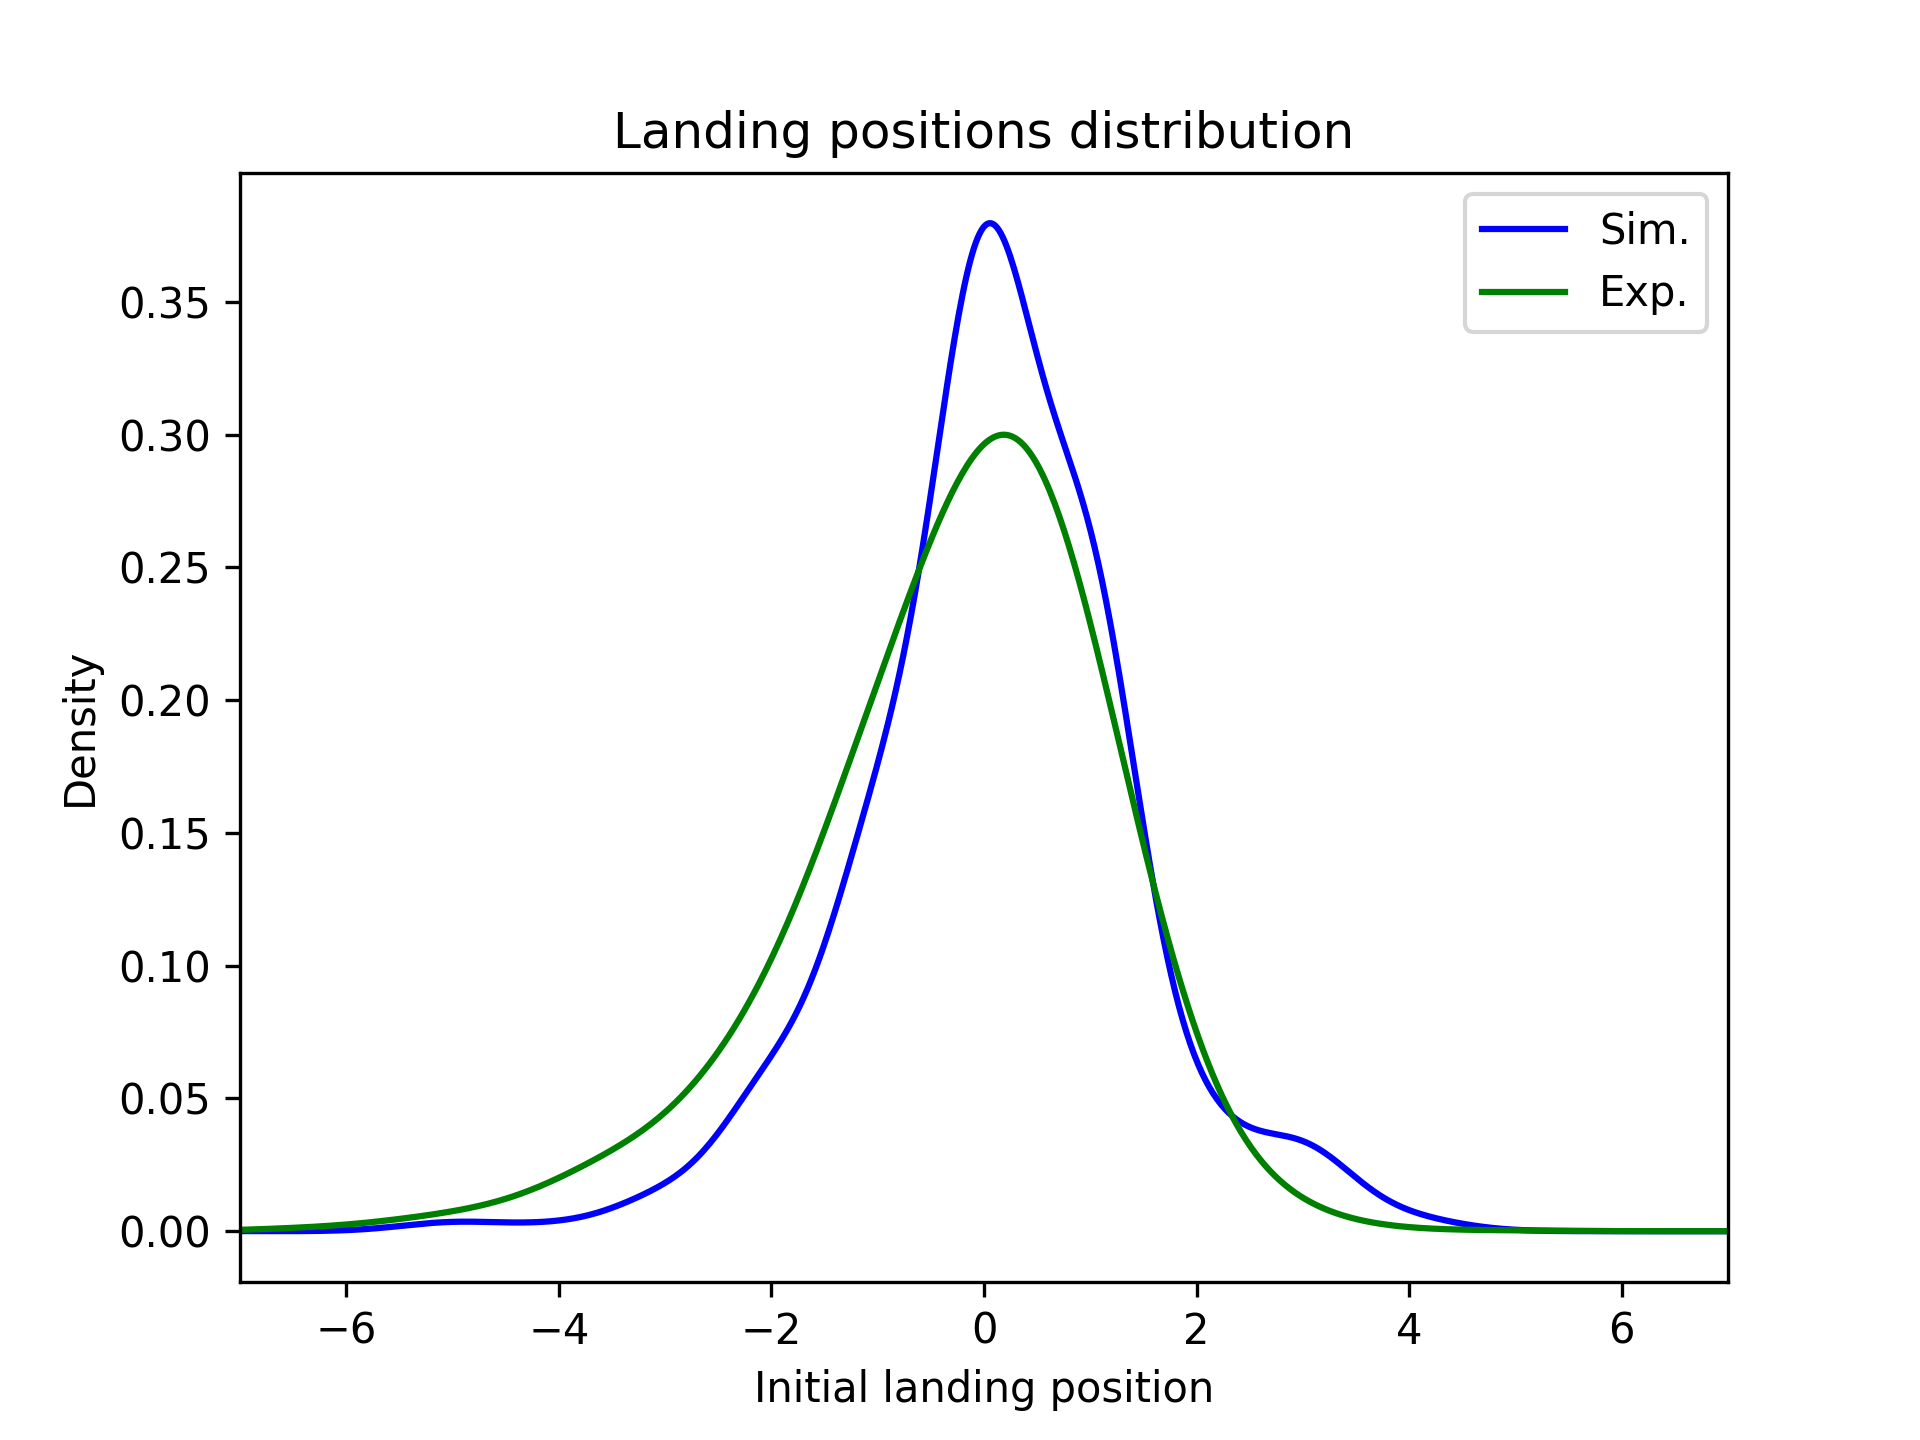 Landing positions distribution
Sim.
Exp.
0.35
0.30
0.25
0.20
0.15
0.10
0.05
0.00
Density
−6 −4 −2 0 2 4 6
Initial landing position